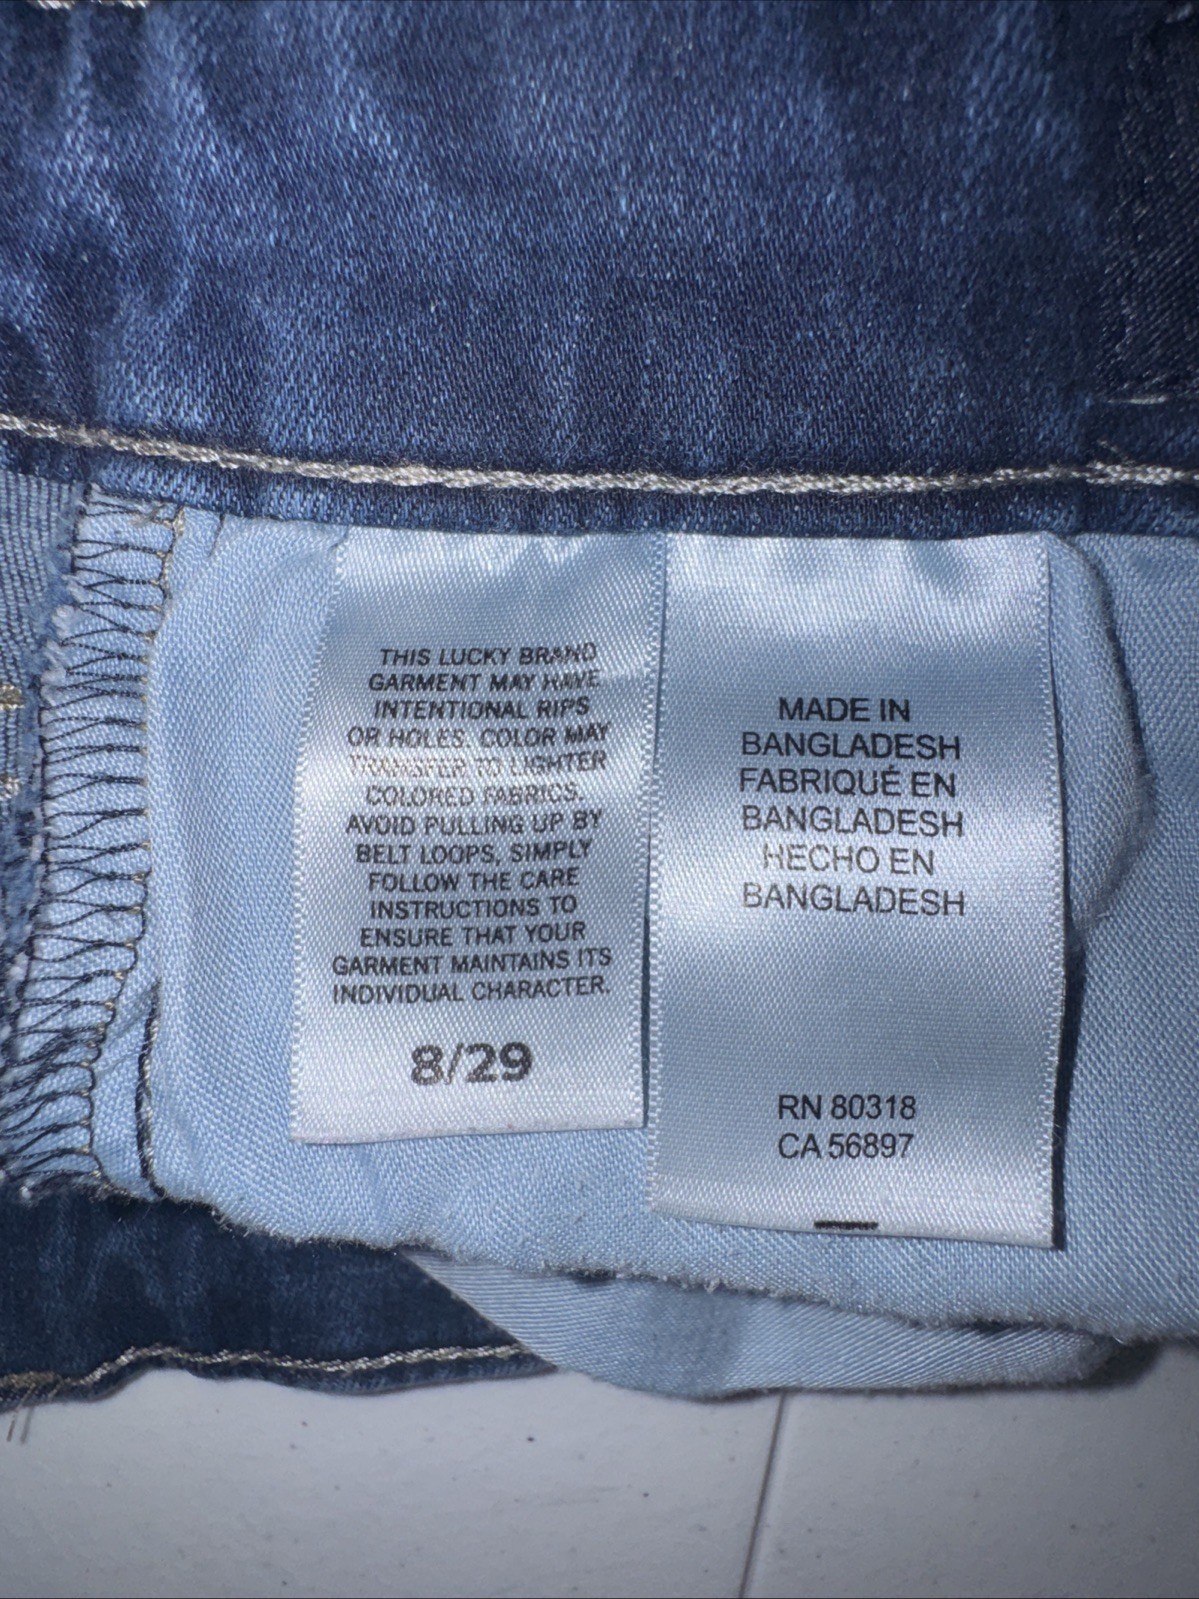 THIS LUCKY BRAND
GARMENT MAY HAVE
INTENTIONAL RIPS
OR HOLES. COLOR MAY
TRANSFER TO LIGHTER
COLORED FABRICS.
AVOID PULLING UP BY
BELT LOOPS, SIMPLY
FOLLOW THE CARE
INSTRUCTIONS TO
ENSURE THAT YOUR
GARMENT MAINTAINS ITS
INDIVIDUAL CHARACTER.
8/29
MADE IN
BANGLADESH
FABRIQUÉ EN
BANGLADESH
HECHO EN
BANGLADESH
RN 80318
CA 56897